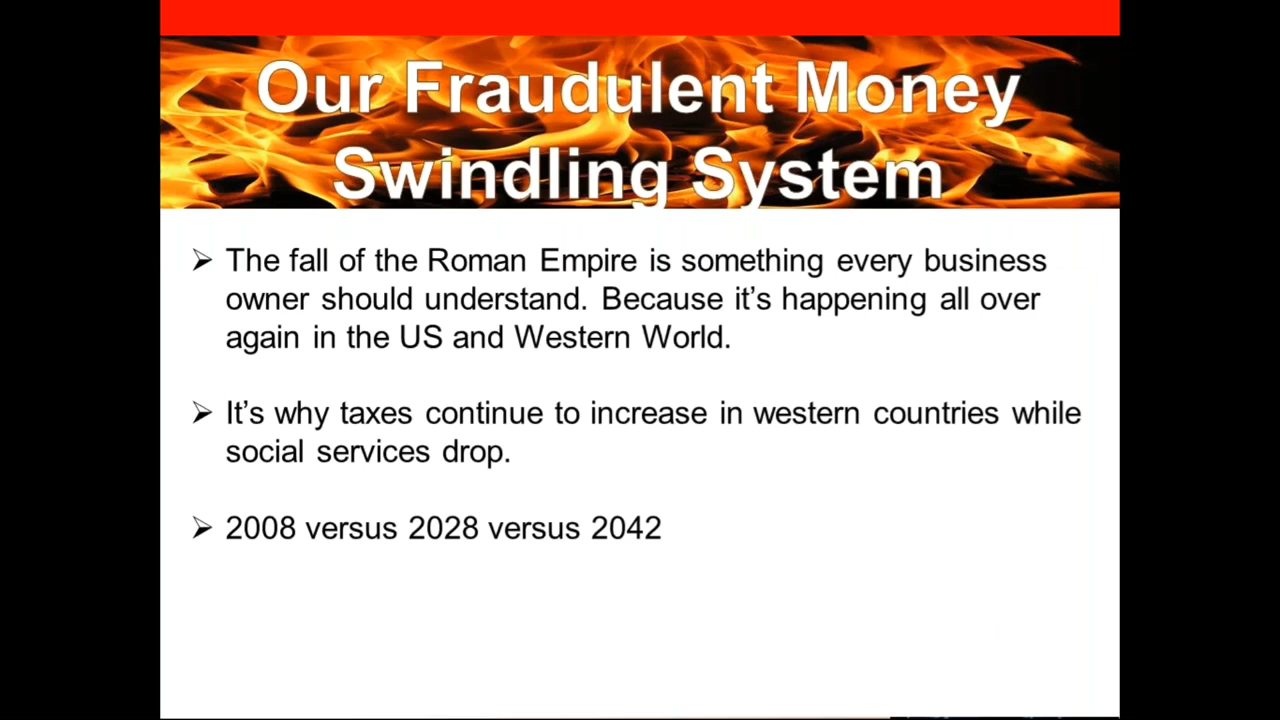 Our Fraudulent Money
Swindling System
➢ The fall of the Roman Empire is something every business
owner should understand. Because it’s happening all over
again in the US and Western World.
➢ It’s why taxes continue to increase in western countries while
social services drop.
➢ 2008 versus 2028 versus 2042